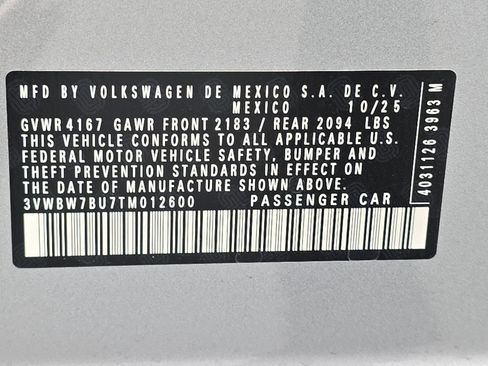 MFD BY VOLKSWAGEN DE MEXICO S.A. DE C.V.
MEXICO 10/25
GVWR 4167 GAWR FRONT 2183 / REAR 2094 LBS
THIS VEHICLE CONFORMS TO ALL APPLICABLE U.S.
FEDERAL MOTOR VEHICLE SAFETY, BUMPER AND
THEFT PREVENTION STANDARDS IN EFFECT ON
THE DATE OF MANUFACTURE SHOWN ABOVE
3VWBW7BU7TM012600 PASSENGER CAR
4031126 3963 M